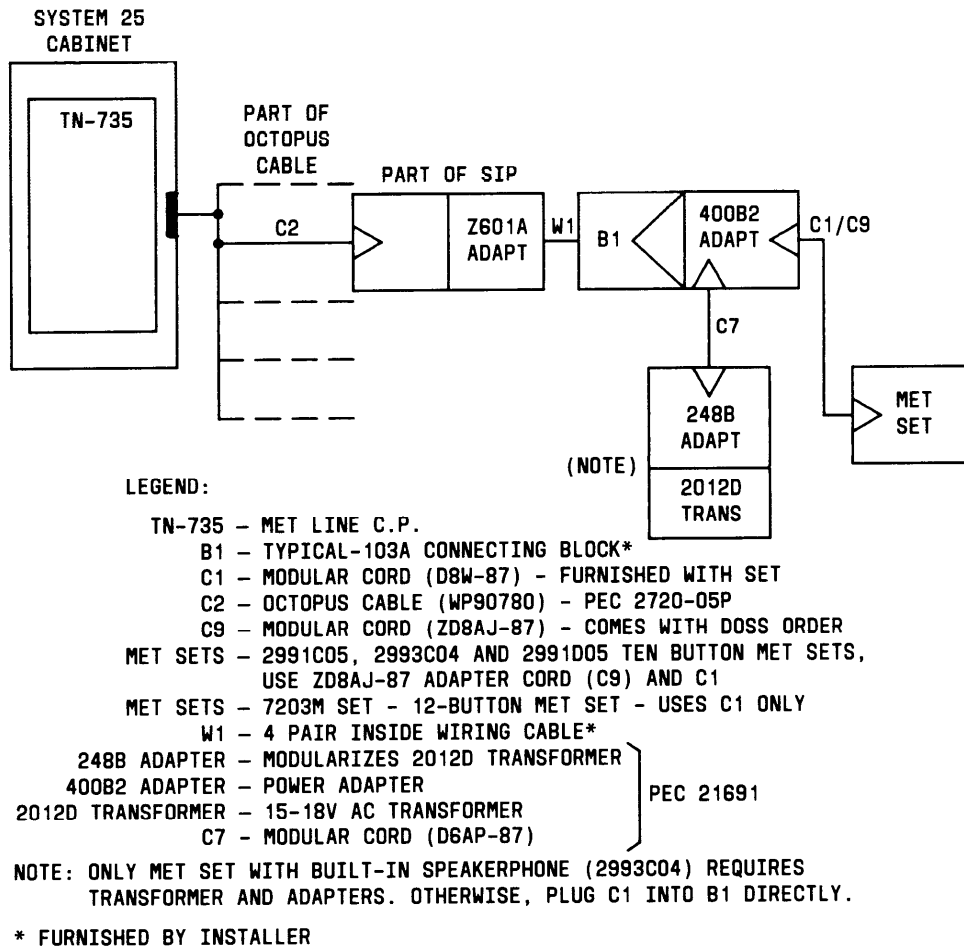 SYSTEM 25
CABINET
TN-735
PART OF
OCTOPUS
CABLE
PART OF SIP
C2
Z601A
ADAPT
W1
B1
400B2
ADAPT
C1/C9
C7
248B
ADAPT
MET
SET
(NOTE)
2012D
TRANS
LEGEND:
TN-735 – MET LINE C.P.
B1 – TYPICAL-103A CONNECTING BLOCK*
C1 – MODULAR CORD (D8W-87) – FURNISHED WITH SET
C2 – OCTOPUS CABLE (WP90780) – PEC 2720-05P
C9 – MODULAR CORD (ZD8AJ-87) – COMES WITH DOSS ORDER
MET SETS – 2991C05, 2993C04 AND 2991D05 TEN BUTTON MET SETS,
USE ZD8AJ-87 ADAPTER CORD (C9) AND C1
MET SETS – 7203M SET – 12-BUTTON MET SET – USES C1 ONLY
W1 – 4 PAIR INSIDE WIRING CABLE*
248B ADAPTER – MODULARIZES 2012D TRANSFORMER
400B2 ADAPTER – POWER ADAPTER
2012D TRANSFORMER – 15-18V AC TRANSFORMER
C7 – MODULAR CORD (D6AP-87)
PEC 21691
NOTE: ONLY MET SET WITH BUILT-IN SPEAKERPHONE (2993C04) REQUIRES
TRANSFORMER AND ADAPTERS. OTHERWISE, PLUG C1 INTO B1 DIRECTLY.
* FURNISHED BY INSTALLER